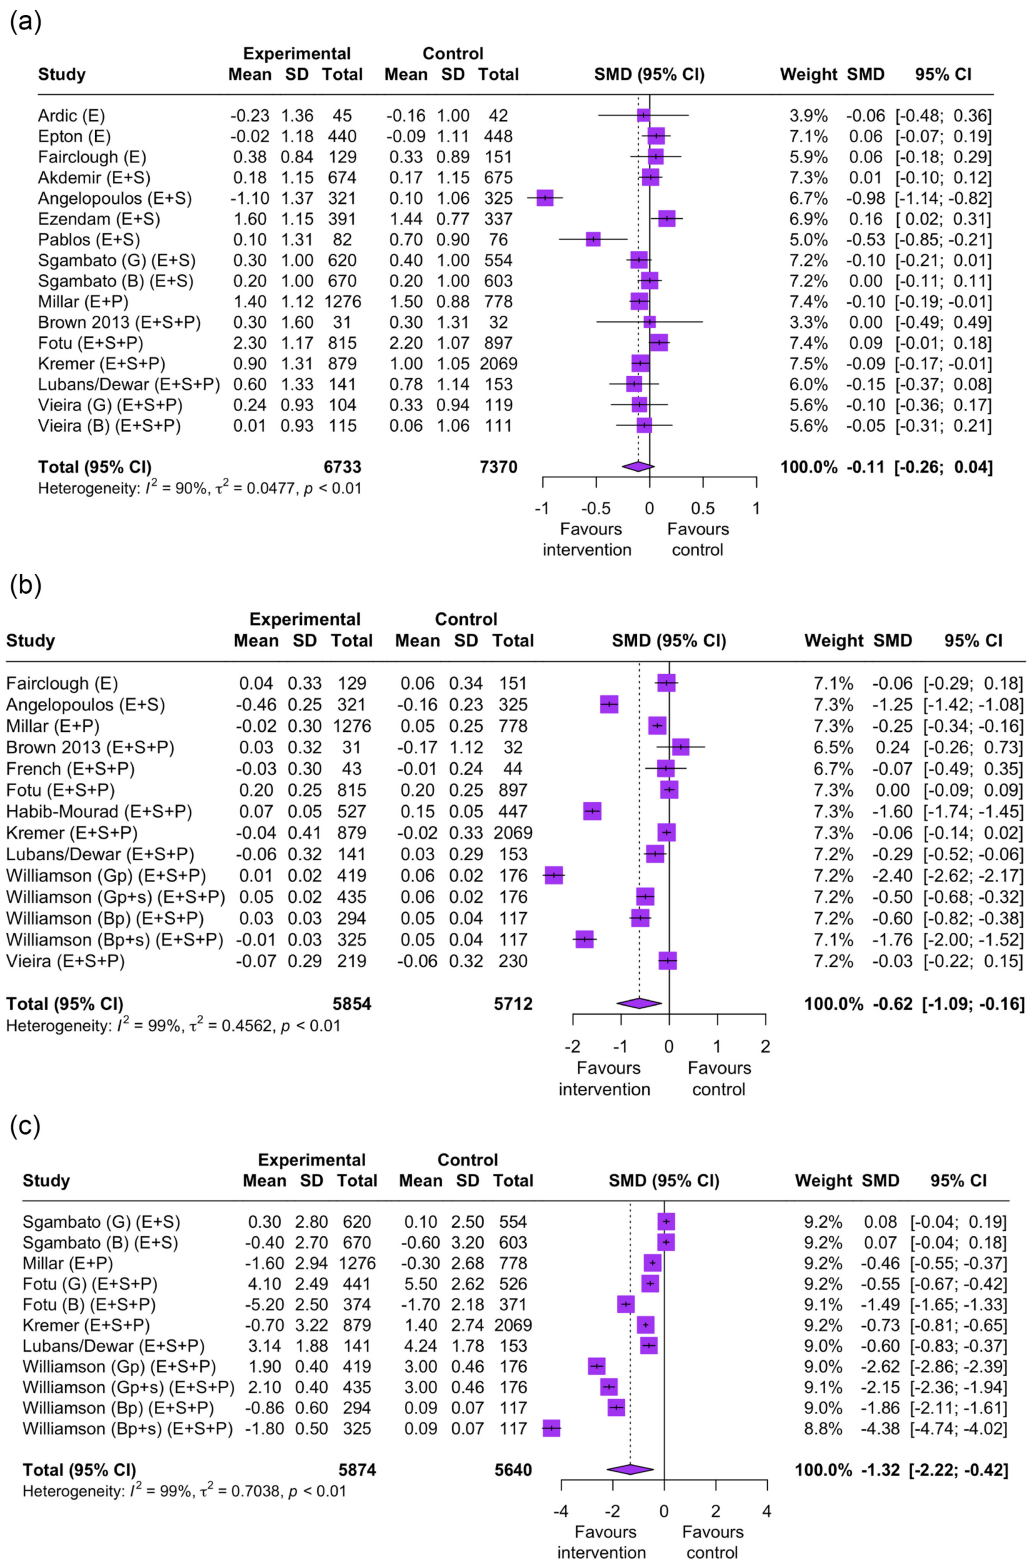 (a)
Experimental Control
Study Mean SD Total Mean SD Total SMD (95% CI) Weight SMD 95% CI
Ardic (E) -0.23 1.36 45 -0.16 1.00 42 3.9% -0.06 [-0.48; 0.36]
Epton (E) -0.02 1.18 440 -0.09 1.11 448 7.1% 0.06 [-0.07; 0.19]
Fairclough (E) 0.38 0.84 129 0.33 0.89 151 5.9% 0.06 [-0.18; 0.29]
Akdemir (E+S) 0.18 1.15 674 0.17 1.15 675 7.3% 0.01 [-0.10; 0.12]
Angelopoulos (E+S) -1.10 1.37 321 0.10 1.06 325 6.7% -0.98 [-1.14; -0.82]
Ezendam (E+S) 1.60 1.15 391 1.44 0.77 337 6.9% 0.16 [ 0.02; 0.31]
Pablos (E+S) 0.10 1.31 82 0.70 0.90 76 5.0% -0.53 [-0.85; -0.21]
Sgambato (G) (E+S) 0.30 1.00 620 0.40 1.00 554 7.2% -0.10 [-0.21; 0.01]
Sgambato (B) (E+S) 0.20 1.00 670 0.20 1.00 603 7.2% 0.00 [-0.11; 0.11]
Millar (E+P) 1.40 1.12 1276 1.50 0.88 778 7.4% -0.10 [-0.19; -0.01]
Brown 2013 (E+S+P) 0.30 1.60 31 0.30 1.31 32 3.3% 0.00 [-0.49; 0.49]
Fotu (E+S+P) 2.30 1.17 815 2.20 1.07 897 7.4% 0.09 [-0.01; 0.18]
Kremer (E+S+P) 0.90 1.31 879 1.00 1.05 2069 7.5% -0.09 [-0.17; -0.01]
Lubans/Dewar (E+S+P) 0.60 1.33 141 0.78 1.14 153 6.0% -0.15 [-0.37; 0.08]
Vieira (G) (E+S+P) 0.24 0.93 104 0.33 0.94 119 5.6% -0.10 [-0.36; 0.17]
Vieira (B) (E+S+P) 0.01 0.93 115 0.06 1.06 111 5.6% -0.05 [-0.31; 0.21]
Total (95% CI) 6733 7370 100.0% -0.11 [-0.26; 0.04]
Heterogeneity: I² = 90%, τ² = 0.0477, p < 0.01
-1 -0.5 0 0.5 1
Favours Favours
intervention control
(b)
Experimental Control
Study Mean SD Total Mean SD Total SMD (95% CI) Weight SMD 95% CI
Fairclough (E) 0.04 0.33 129 0.06 0.34 151 7.1% -0.06 [-0.29; 0.18]
Angelopoulos (E+S) -0.46 0.25 321 -0.16 0.23 325 7.3% -1.25 [-1.42; -1.08]
Millar (E+P) -0.02 0.30 1276 0.05 0.25 778 7.3% -0.25 [-0.34; -0.16]
Brown 2013 (E+S+P) 0.03 0.32 31 -0.17 1.12 32 6.5% 0.24 [-0.26; 0.73]
French (E+S+P) -0.03 0.30 43 -0.01 0.24 44 6.7% -0.07 [-0.49; 0.35]
Fotu (E+S+P) 0.20 0.25 815 0.20 0.25 897 7.3% 0.00 [-0.09; 0.09]
Habib-Mourad (E+S+P) 0.07 0.05 527 0.15 0.05 447 7.3% -1.60 [-1.74; -1.45]
Kremer (E+S+P) -0.04 0.41 879 -0.02 0.33 2069 7.3% -0.06 [-0.14; 0.02]
Lubans/Dewar (E+S+P) -0.06 0.32 141 0.03 0.29 153 7.2% -0.29 [-0.52; -0.06]
Williamson (Gp) (E+S+P) 0.01 0.02 419 0.06 0.02 176 7.2% -2.40 [-2.62; -2.17]
Williamson (Gp+s) (E+S+P) 0.05 0.02 435 0.06 0.02 176 7.2% -0.50 [-0.68; -0.32]
Williamson (Bp) (E+S+P) 0.03 0.03 294 0.05 0.04 117 7.2% -0.60 [-0.82; -0.38]
Williamson (Bp+s) (E+S+P) -0.01 0.03 325 0.05 0.04 117 7.1% -1.76 [-2.00; -1.52]
Vieira (E+S+P) -0.07 0.29 219 -0.06 0.32 230 7.2% -0.03 [-0.22; 0.15]
Total (95% CI) 5854 5712 100.0% -0.62 [-1.09; -0.16]
Heterogeneity: I² = 99%, τ² = 0.4562, p < 0.01
-2 -1 0 1 2
Favours Favours
intervention control
(c)
Experimental Control
Study Mean SD Total Mean SD Total SMD (95% CI) Weight SMD 95% CI
Sgambato (G) (E+S) 0.30 2.80 620 0.10 2.50 554 9.2% 0.08 [-0.04; 0.19]
Sgambato (B) (E+S) -0.40 2.70 670 -0.60 3.20 603 9.2% 0.07 [-0.04; 0.18]
Millar (E+P) -1.60 2.94 1276 -0.30 2.68 778 9.2% -0.46 [-0.55; -0.37]
Fotu (G) (E+S+P) 4.10 2.49 441 5.50 2.62 526 9.2% -0.55 [-0.67; -0.42]
Fotu (B) (E+S+P) -5.20 2.50 374 -1.70 2.18 371 9.1% -1.49 [-1.65; -1.33]
Kremer (E+S+P) -0.70 3.22 879 1.40 2.74 2069 9.2% -0.73 [-0.81; -0.65]
Lubans/Dewar (E+S+P) 3.14 1.88 141 4.24 1.78 153 9.0% -0.60 [-0.83; -0.37]
Williamson (Gp) (E+S+P) 1.90 0.40 419 3.00 0.46 176 9.0% -2.62 [-2.86; -2.39]
Williamson (Gp+s) (E+S+P) 2.10 0.40 435 3.00 0.46 176 9.1% -2.15 [-2.36; -1.94]
Williamson (Bp) (E+S+P) -0.86 0.60 294 0.09 0.07 117 9.0% -1.86 [-2.11; -1.61]
Williamson (Bp+s) (E+S+P) -1.80 0.50 325 0.09 0.07 117 8.8% -4.38 [-4.74; -4.02]
Total (95% CI) 5874 5640 100.0% -1.32 [-2.22; -0.42]
Heterogeneity: I² = 99%, τ² = 0.7038, p < 0.01
-4 -2 0 2 4
Favours Favours
intervention control